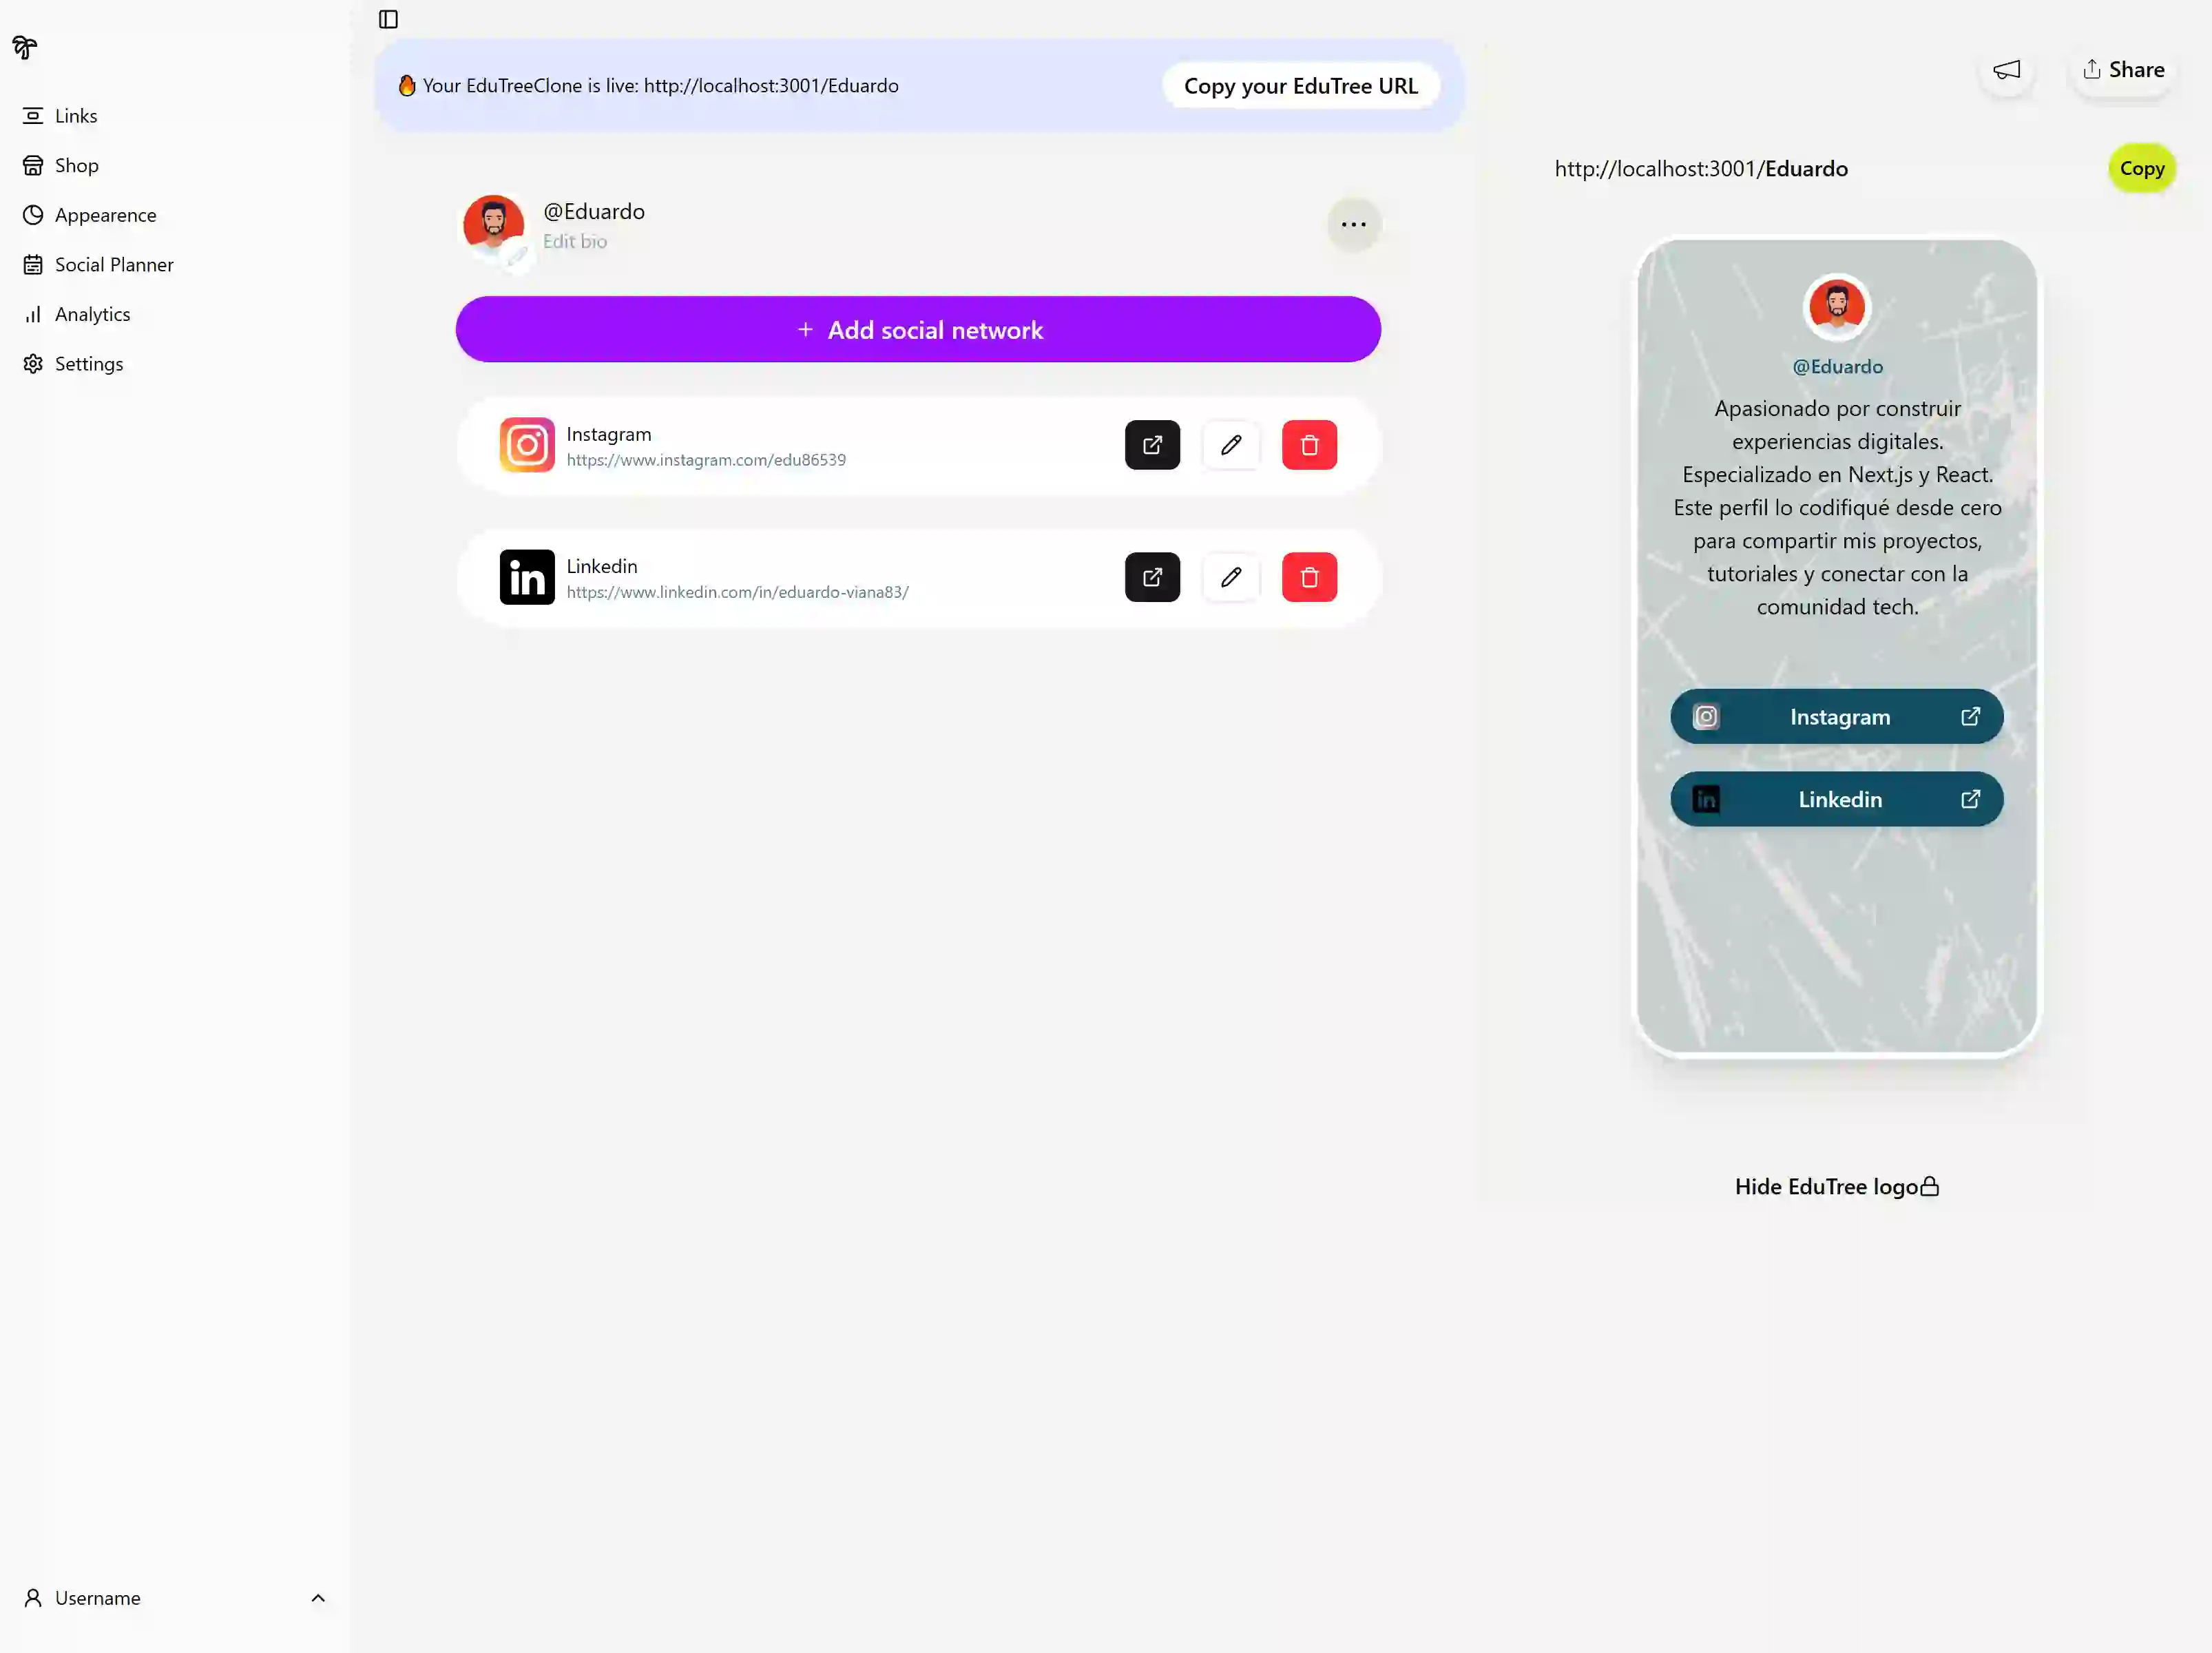 Links
Shop
Appearence
Social Planner
Analytics
Settings
Username
🔥 Your EduTreeClone is live: http://localhost:3001/Eduardo
Copy your EduTree URL
@Eduardo
Edit bio
+ Add social network
Instagram
https://www.instagram.com/edu86539
Linkedin
https://www.linkedin.com/in/eduardo-viana83/
Share
http://localhost:3001/Eduardo
Copy
@Eduardo
Apasionado por construir
experiencias digitales.
Especializado en Next.js y React.
Este perfil lo codifiqué desde cero
para compartir mis proyectos,
tutoriales y conectar con la
comunidad tech.
Instagram
Linkedin
Hide EduTree logo